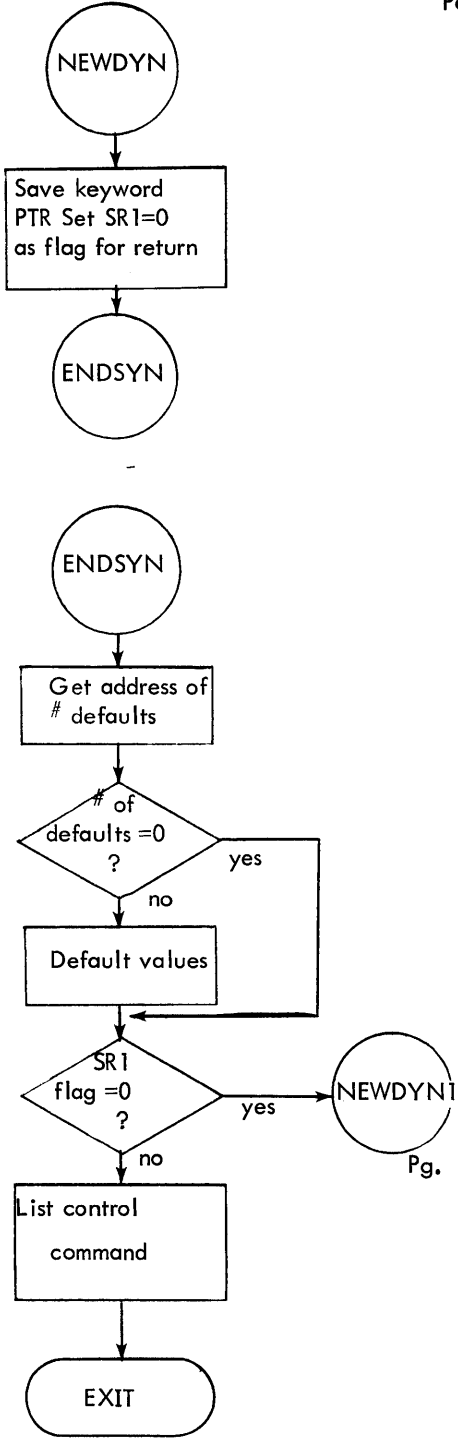 NEWDYN
Save keyword
PTR Set SR1=0
as flag for return
ENDSYN
ENDSYN
Get address of
# defaults
# of
defaults =0
?
yes
no
Default values
SR1
flag =0
?
yes
NEWDYN1
Pg.
no
List control
command
EXIT